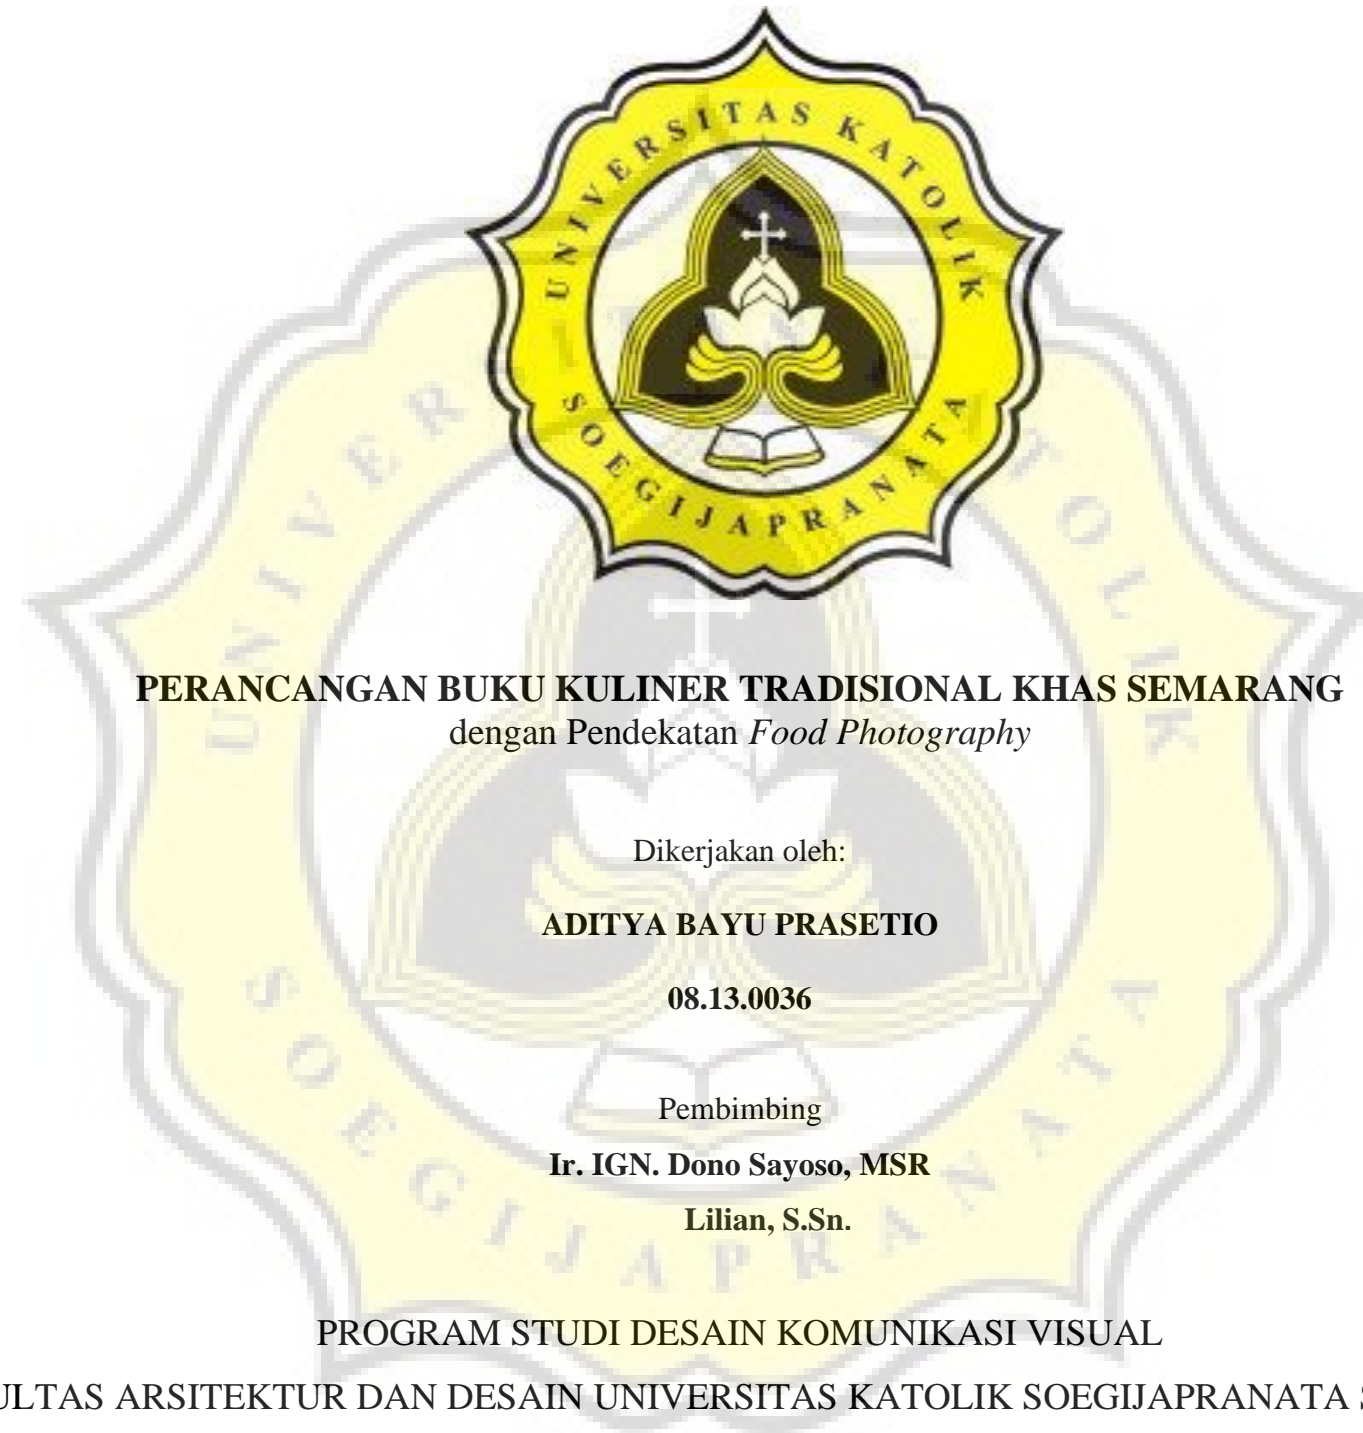 UNIVERSITAS KATOLIK
SOEGIJAPRANATA
PERANCANGAN BUKU KULINER TRADISIONAL KHAS SEMARANG
dengan Pendekatan Food Photography
Dikerjakan oleh:
ADITYA BAYU PRASETIO
08.13.0036
Pembimbing
Ir. IGN. Dono Sayoso, MSR
Lilian, S.Sn.
PROGRAM STUDI DESAIN KOMUNIKASI VISUAL
ULTAS ARSITEKTUR DAN DESAIN UNIVERSITAS KATOLIK SOEGIJAPRANATA S